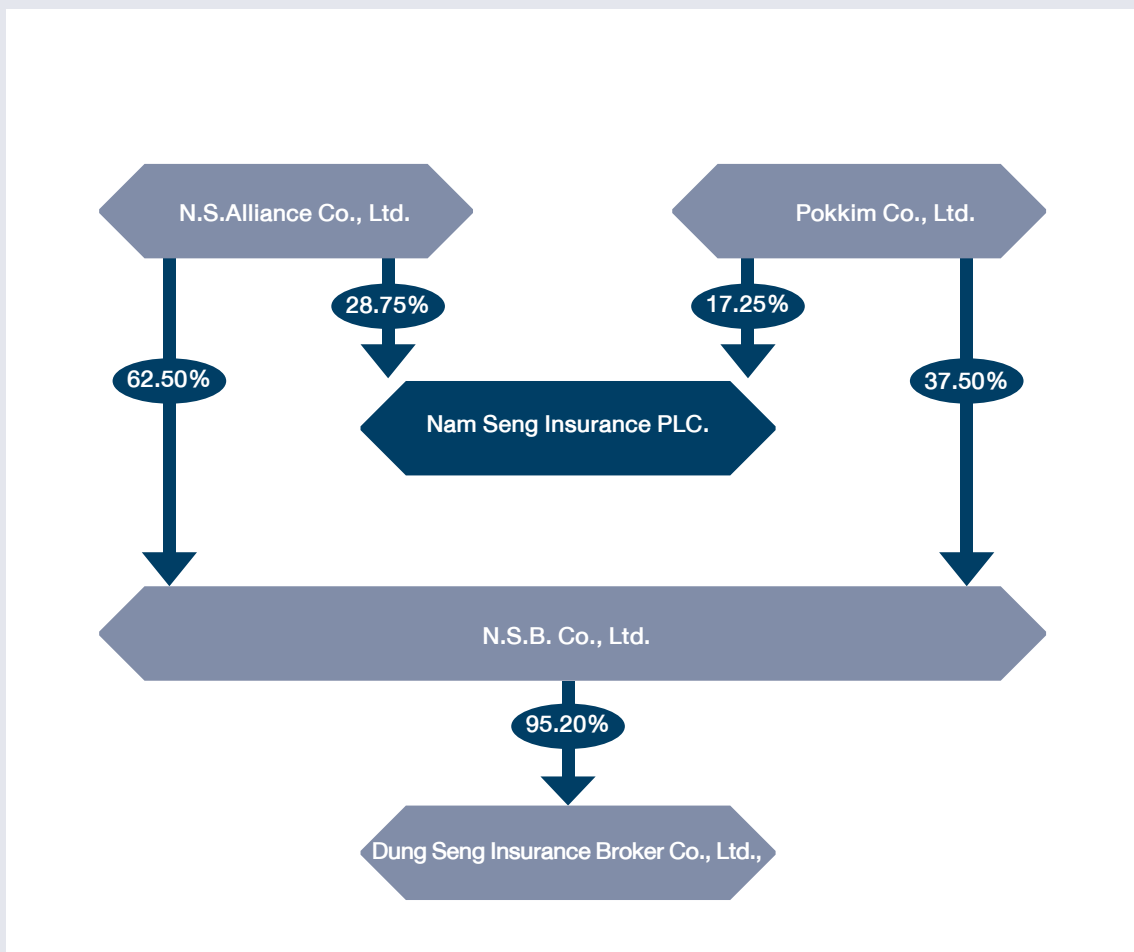 N.S.Alliance Co., Ltd.
Pokkim Co., Ltd.
28.75%
17.25%
62.50%
37.50%
Nam Seng Insurance PLC.
N.S.B. Co., Ltd.
95.20%
Dung Seng Insurance Broker Co., Ltd.,